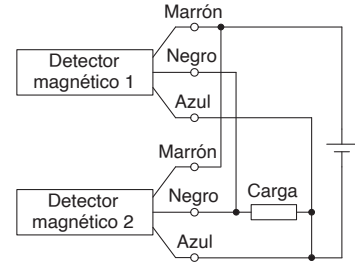 Marrón
Detector
magnético 1
Negro
Azul
Marrón
Detector
magnético 2
Negro
Carga
Azul